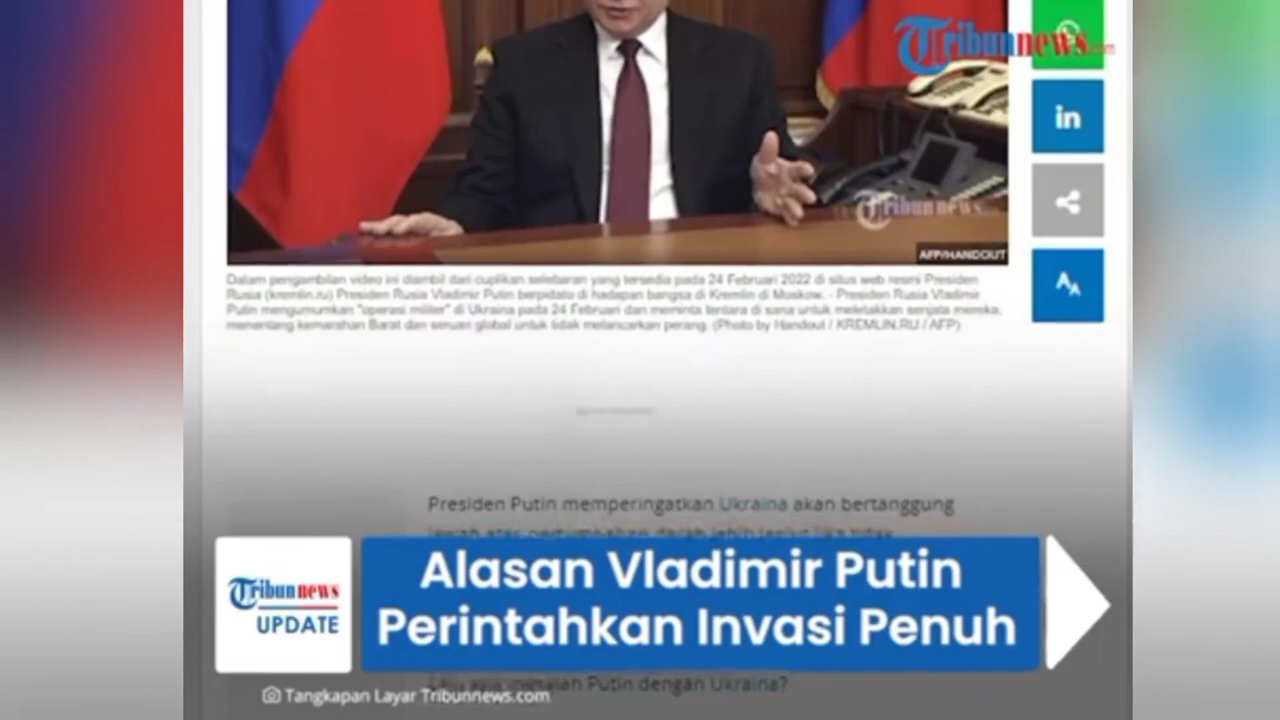 Tribunnews.com
in
Tribunnews
AFP/HANDOUT
Dalam pengambilan video ini diambil dari cuplikan selebaran yang tersedia pada 24 Februari 2022 di situs web resmi Presiden
Rusia (kremlin.ru) Presiden Rusia Vladimir Putin berpidato di hadapan bangsa di Kremlin di Moskow. - Presiden Rusia Vladimir
Putin mengumumkan "operasi militer" di Ukraina pada 24 Februari dan meminta tentara di sana untuk meletakkan senjata mereka,
menentang kemarahan Barat dan seruan global untuk tidak melancarkan perang. (Photo by Handout / KREMLIN.RU / AFP)
Presiden Putin memperingatkan Ukraina akan bertanggung
Alasan Vladimir Putin
Perintahkan Invasi Penuh
Tribunnews
UPDATE
Putin dengan Ukraina?
Tangkapan Layar Tribunnews.com